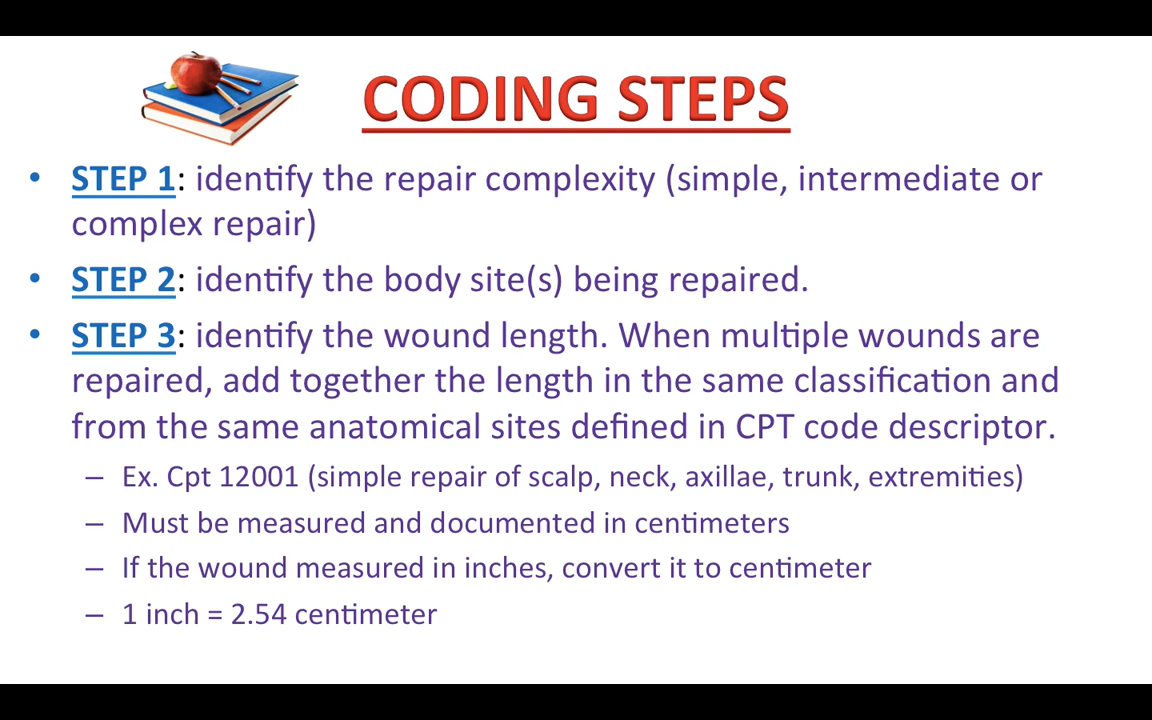 CODING STEPS
• STEP 1: identify the repair complexity (simple, intermediate or
complex repair)
• STEP 2: identify the body site(s) being repaired.
• STEP 3: identify the wound length. When multiple wounds are
repaired, add together the length in the same classification and
from the same anatomical sites defined in CPT code descriptor.
– Ex. Cpt 12001 (simple repair of scalp, neck, axillae, trunk, extremities)
– Must be measured and documented in centimeters
– If the wound measured in inches, convert it to centimeter
– 1 inch = 2.54 centimeter